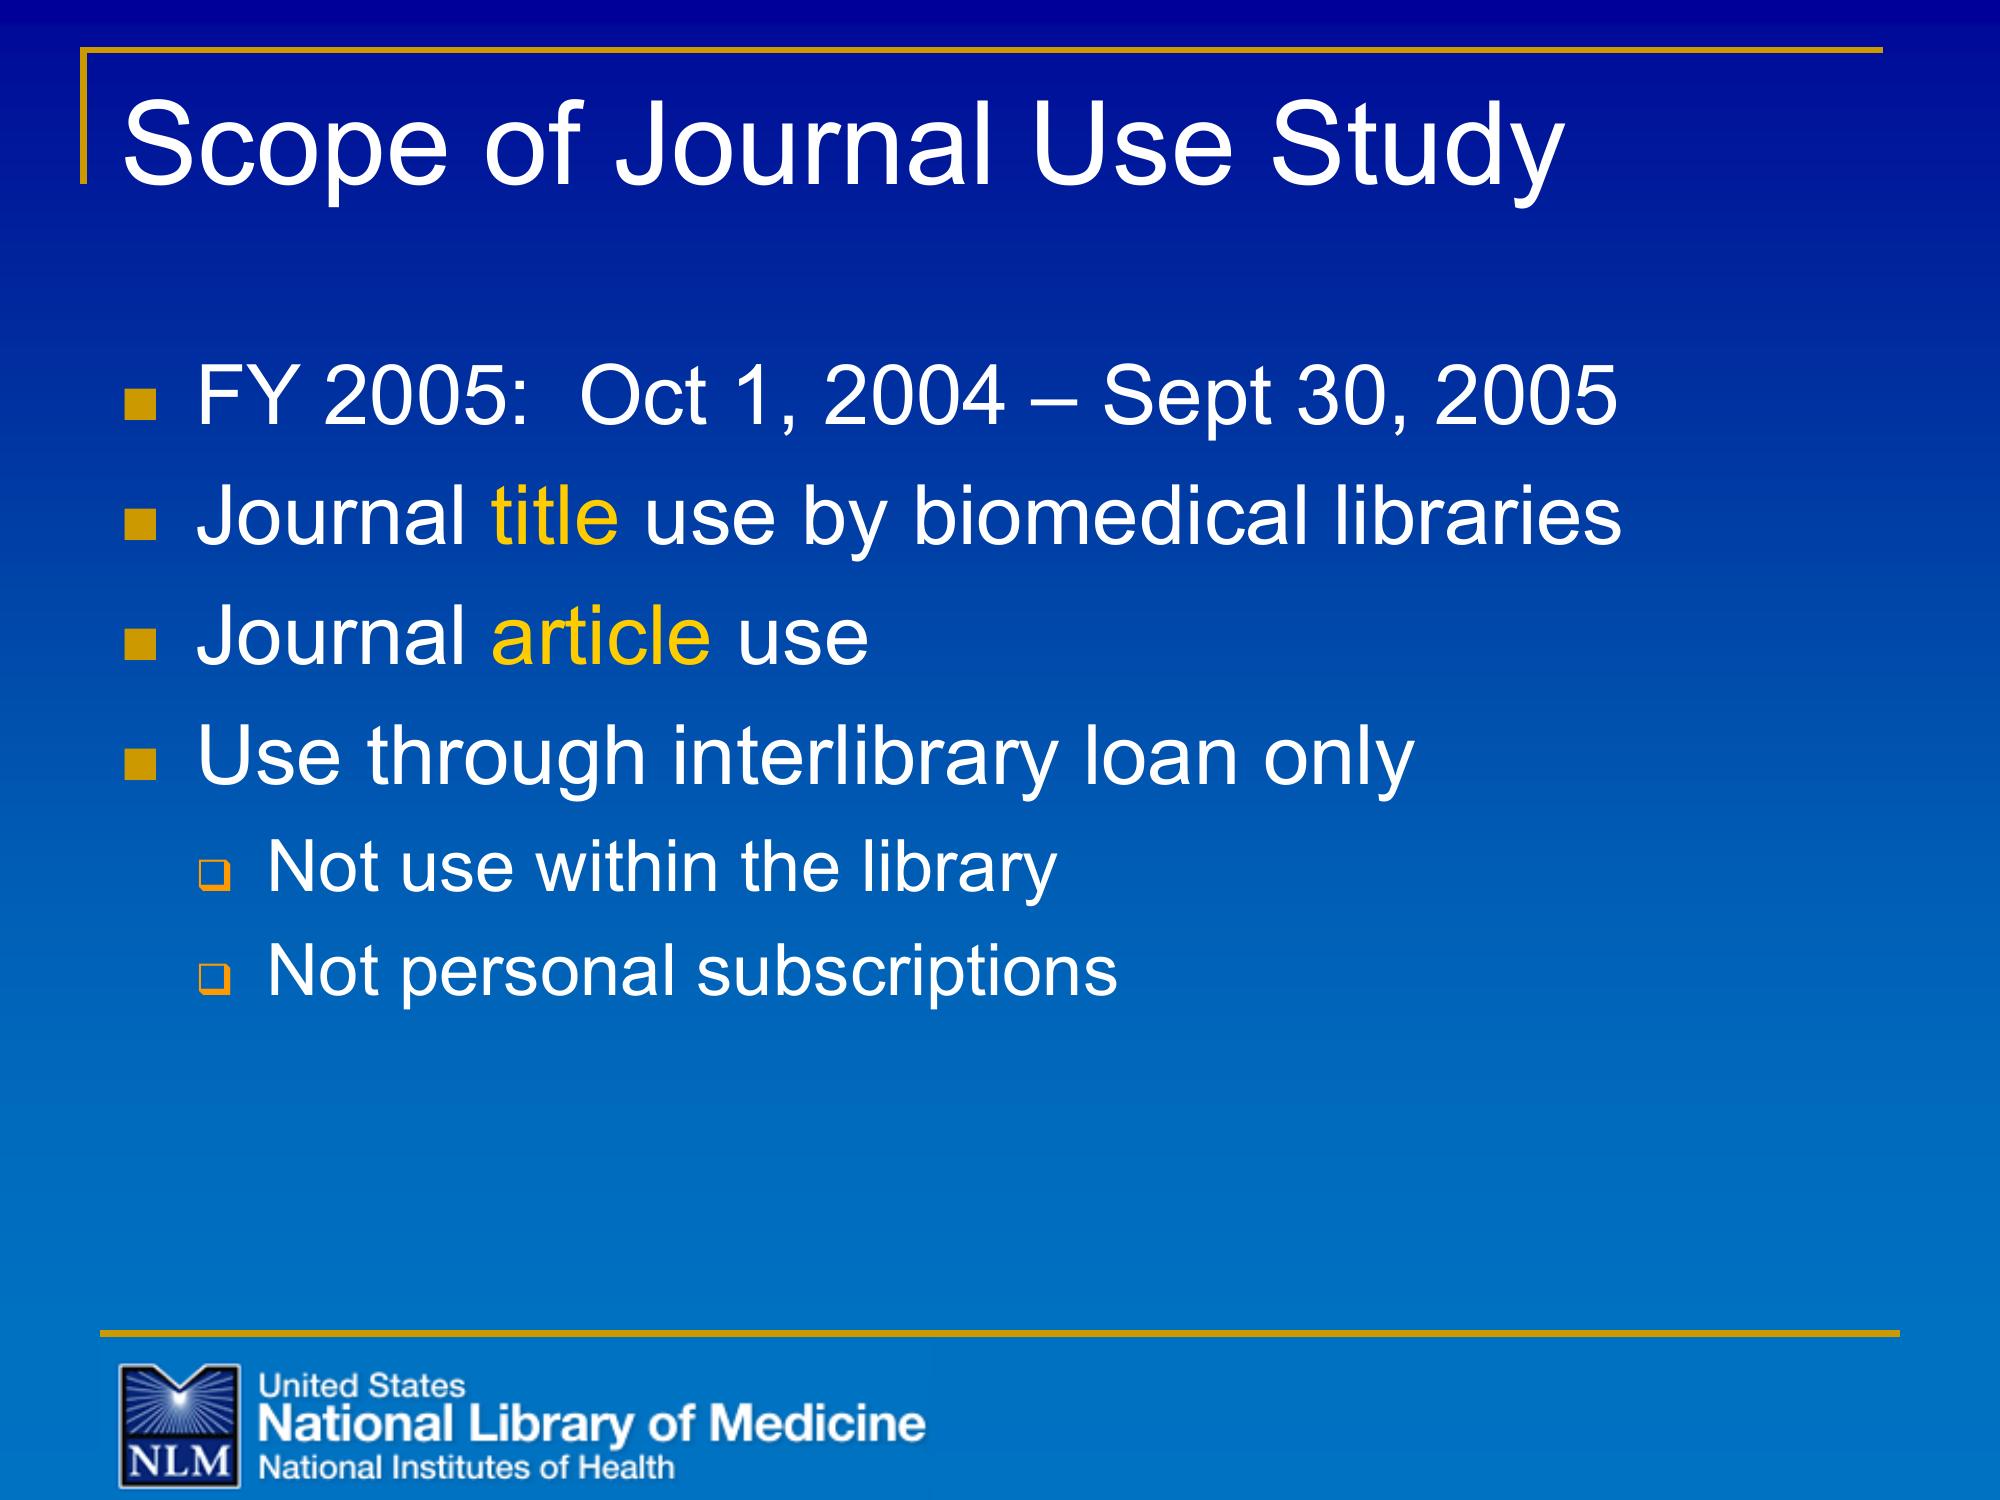 Scope of Journal Use Study
FY 2005:  Oct 1, 2004 – Sept 30, 2005
Journal title use by biomedical libraries
Journal article use
Use through interlibrary loan only
Not use within the library
Not personal subscriptions
United States
National Library of Medicine
NLM
National Institutes of Health